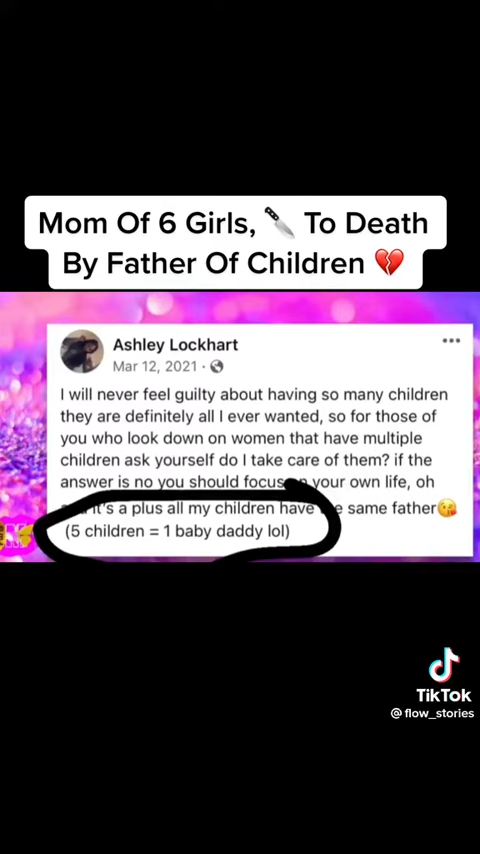 Mom Of 6 Girls, 🔪 To Death
By Father Of Children 💔
Ashley Lockhart
Mar 12, 2021 ·
I will never feel guilty about having so many children
they are definitely all I ever wanted, so for those of
you who look down on women that have multiple
children ask yourself do I take care of them? if the
answer is no you should focus on your own life, oh
and it's a plus all my children have the same father😘
(5 children = 1 baby daddy lol)
TikTok
@flow_stories